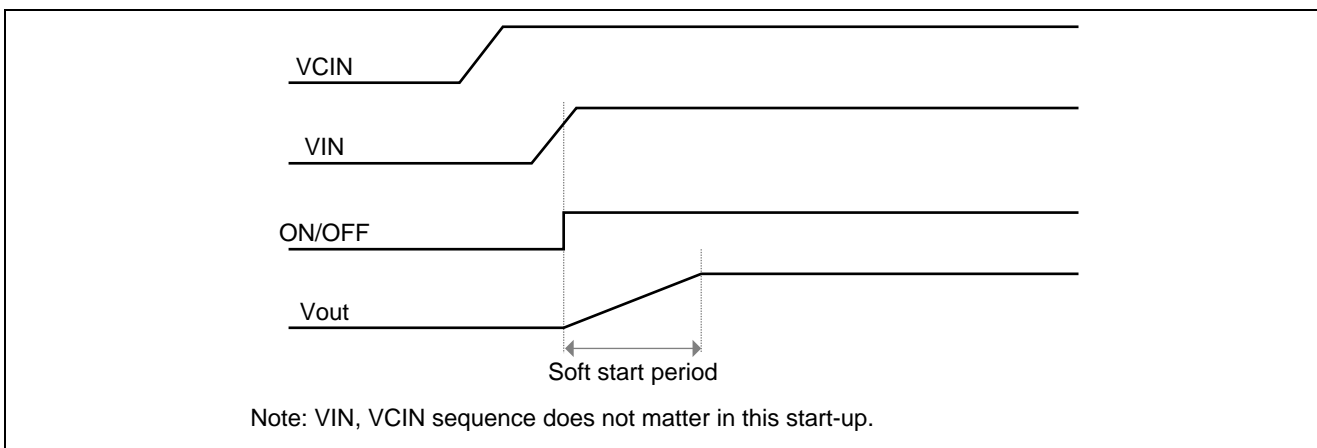 VCIN
VIN
ON/OFF
Vout
Soft start period
Note: VIN, VCIN sequence does not matter in this start-up.